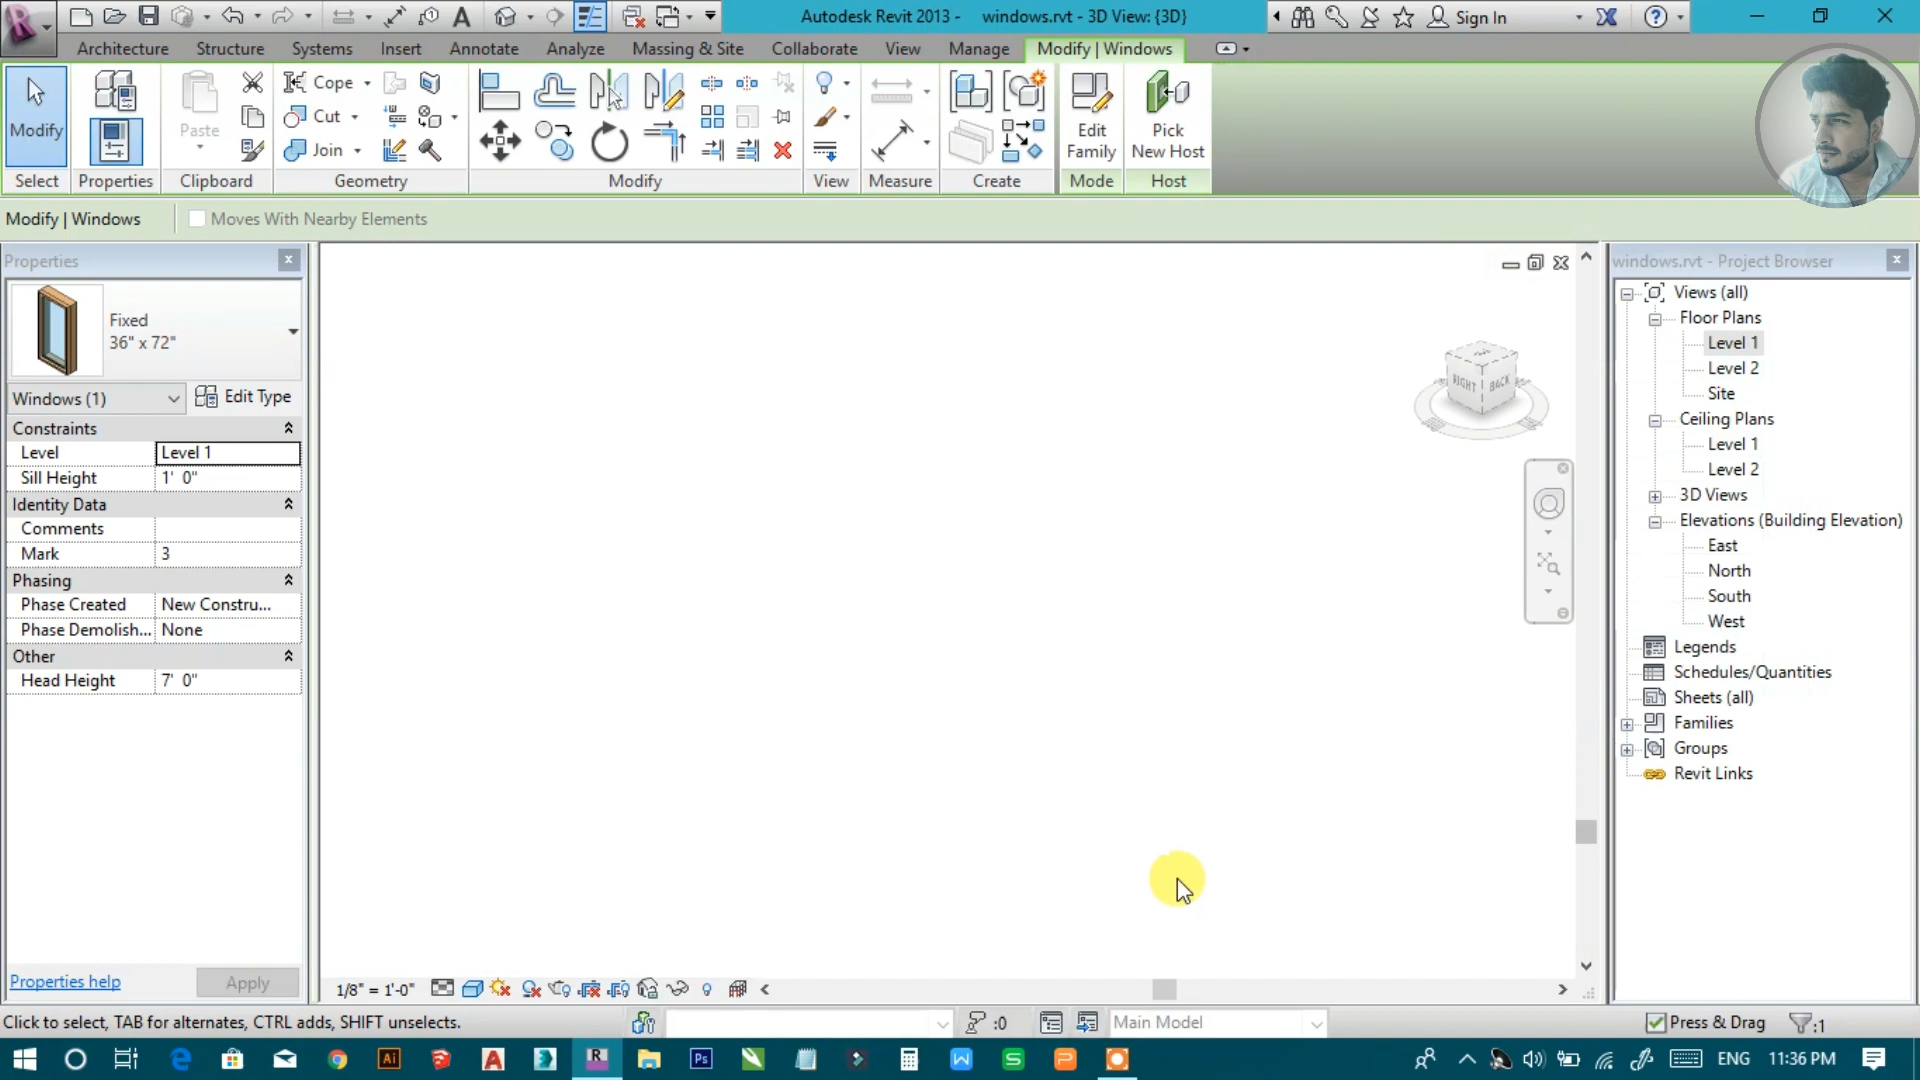 Autodesk Revit 2013 - windows.rvt - 3D View: {3D}
Sign In
Architecture Structure Systems Insert Annotate Analyze Massing & Site Collaborate View Manage Modify | Windows
Modify
Paste
Cope
Cut
Join
Edit Family
Pick New Host
Select Properties Clipboard Geometry Modify View Measure Create Mode Host
Modify | Windows Moves With Nearby Elements
Properties
Fixed
36" x 72"
Windows (1) Edit Type
Constraints
Level Level 1
Sill Height 1' 0"
Identity Data
Comments
Mark 3
Phasing
Phase Created New Constru...
Phase Demolish... None
Other
Head Height 7' 0"
Properties help Apply
RIGHT BACK
1/8" = 1'-0"
windows.rvt - Project Browser
Views (all)
Floor Plans
Level 1
Level 2
Site
Ceiling Plans
Level 1
Level 2
3D Views
Elevations (Building Elevation)
East
North
South
West
Legends
Schedules/Quantities
Sheets (all)
Families
Groups
Revit Links
Click to select, TAB for alternates, CTRL adds, SHIFT unselects. :0 Main Model Press & Drag :1
ENG 11:36 PM